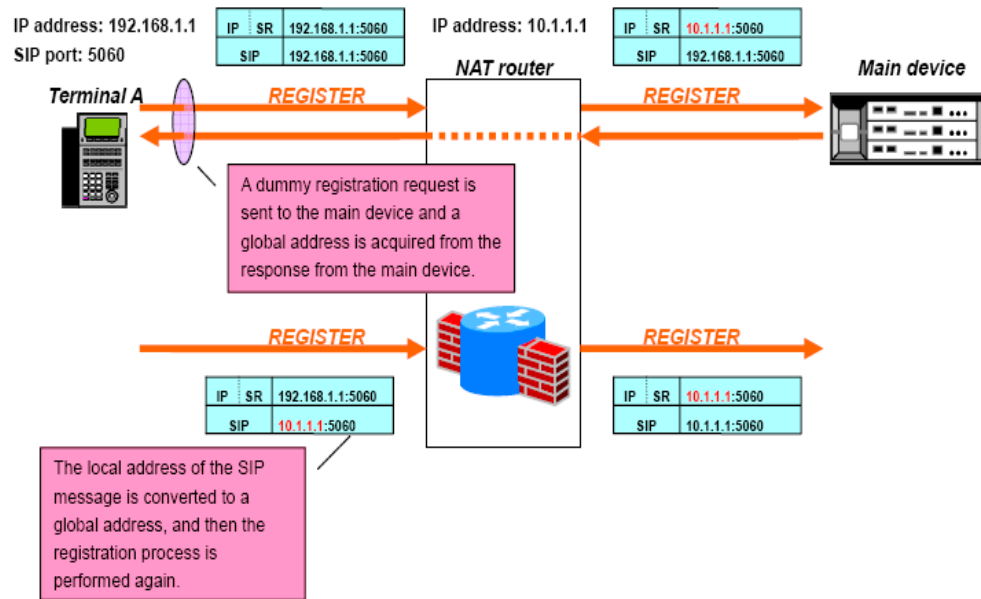 IP address: 192.168.1.1
SIP port: 5060
IP SR 192.168.1.1:5060
SIP 192.168.1.1:5060
IP address: 10.1.1.1
IP SR 10.1.1.1:5060
SIP 192.168.1.1:5060
Terminal A
NAT router
Main device
REGISTER
REGISTER
A dummy registration request is
sent to the main device and a
global address is acquired from the
response from the main device.
REGISTER
REGISTER
IP SR 192.168.1.1:5060
SIP 10.1.1.1:5060
IP SR 10.1.1.1:5060
SIP 10.1.1.1:5060
The local address of the SIP
message is converted to a
global address, and then the
registration process is
performed again.